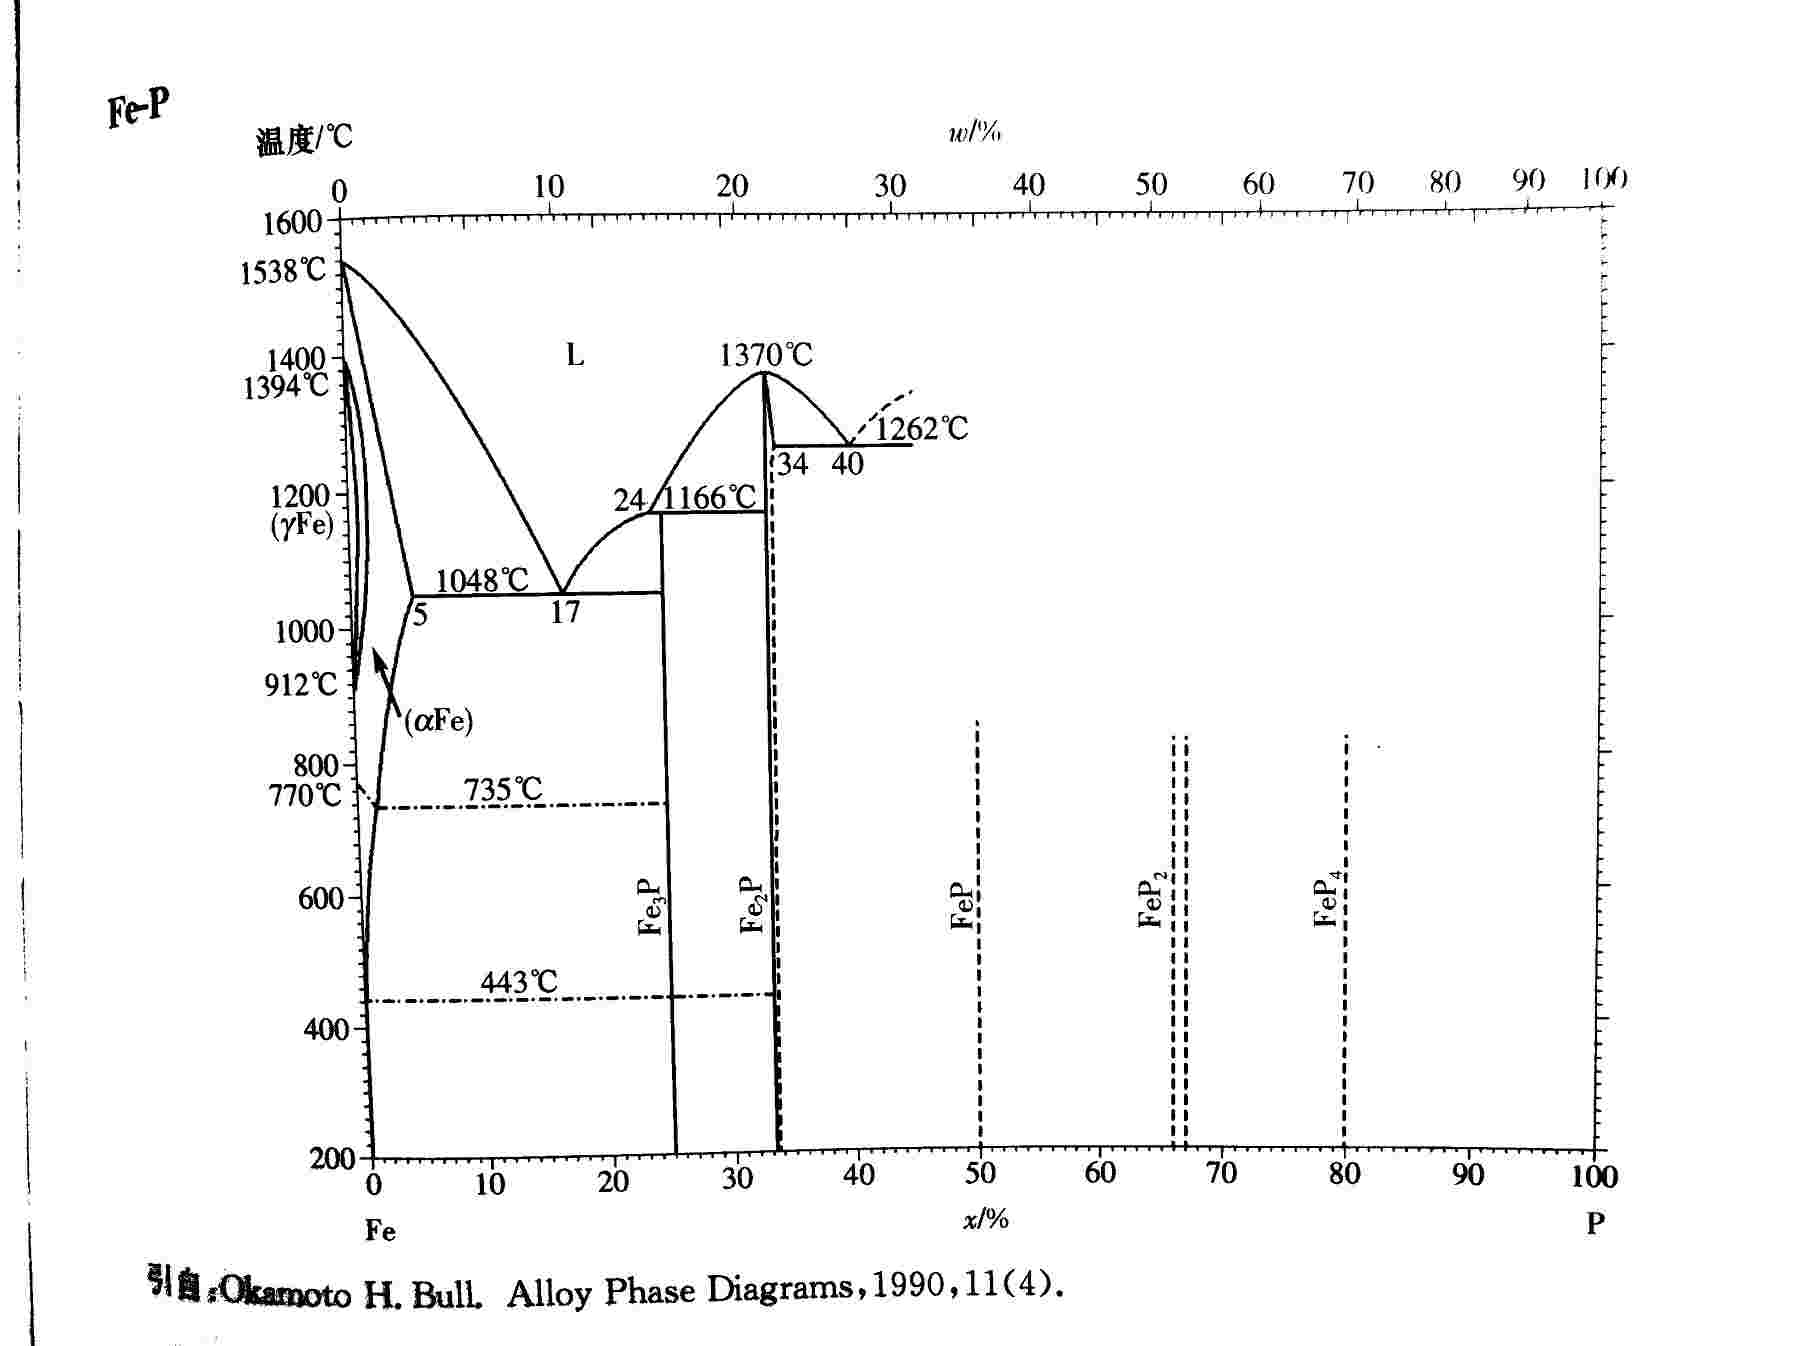 Fe-P
温度/℃
w/%
0 10 20 30 40 50 60 70 80 90 100
1600
1538℃
1400
1394℃
L
1370℃
1262℃
34 40
1200
(γFe)
24 1166℃
1048℃
5 17
1000
912℃
(αFe)
800
770℃
735℃
600
Fe₃P Fe₂P FeP FeP₂ FeP₄
443℃
400
200
0 10 20 30 40 50 60 70 80 90 100
Fe x/% P
引自:Okamoto H. Bull. Alloy Phase Diagrams,1990,11(4).